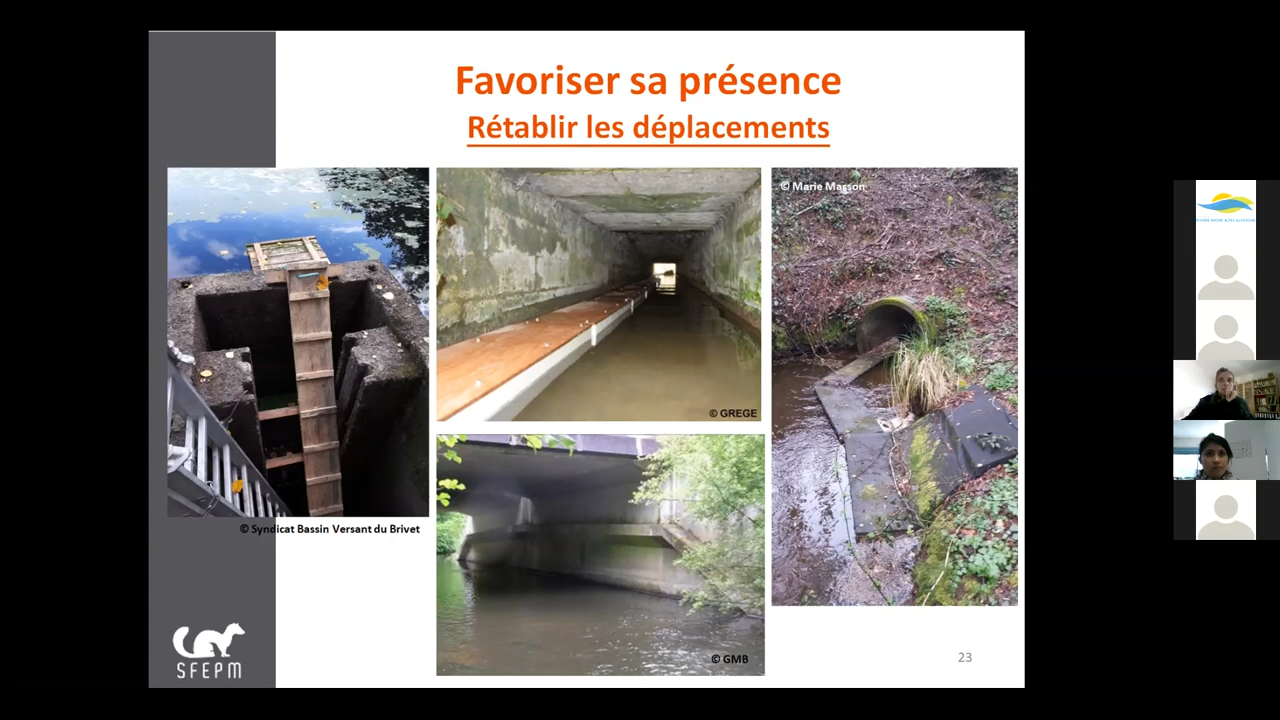 Favoriser sa présence
Rétablir les déplacements
© Marie Masson
© GREGE
© Syndicat Bassin Versant du Brivet
© GMB
SFEPM
23